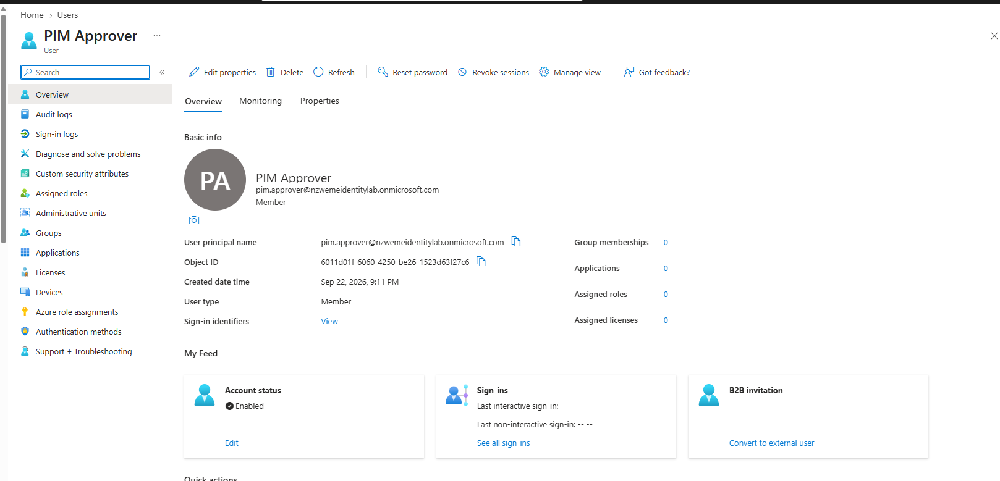 Home › Users
PIM Approver ...
User
Search «
Edit properties Delete Refresh Reset password Revoke sessions Manage view Got feedback?
Overview
Audit logs
Sign-in logs
Diagnose and solve problems
Custom security attributes
Assigned roles
Administrative units
Groups
Applications
Licenses
Devices
Azure role assignments
Authentication methods
Support + Troubleshooting
Overview Monitoring Properties
Basic info
PA
PIM Approver
pim.approver@nzwemeidentitylab.onmicrosoft.com
Member
User principal name pim.approver@nzwemeidentitylab.onmicrosoft.com
Object ID 6011d01f-6060-4250-be26-1523d63f27c6
Created date time Sep 22, 2026, 9:11 PM
User type Member
Sign-in identifiers View
Group memberships 0
Applications 0
Assigned roles 0
Assigned licenses 0
My Feed
Account status
Enabled
Edit
Sign-ins
Last interactive sign-in: -- --
Last non-interactive sign-in: -- --
See all sign-ins
B2B invitation
Convert to external user
Quick actions